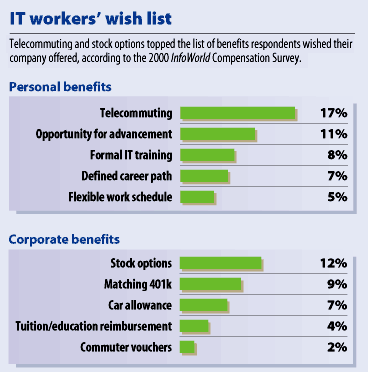 IT workers' wish list
Telecommuting and stock options topped the list of benefits respondents wished their
company offered, according to the 2000 InfoWorld Compensation Survey.
Personal benefits
Telecommuting 17%
Opportunity for advancement 11%
Formal IT training 8%
Defined career path 7%
Flexible work schedule 5%
Corporate benefits
Stock options 12%
Matching 401k 9%
Car allowance 7%
Tuition/education reimbursement 4%
Commuter vouchers 2%